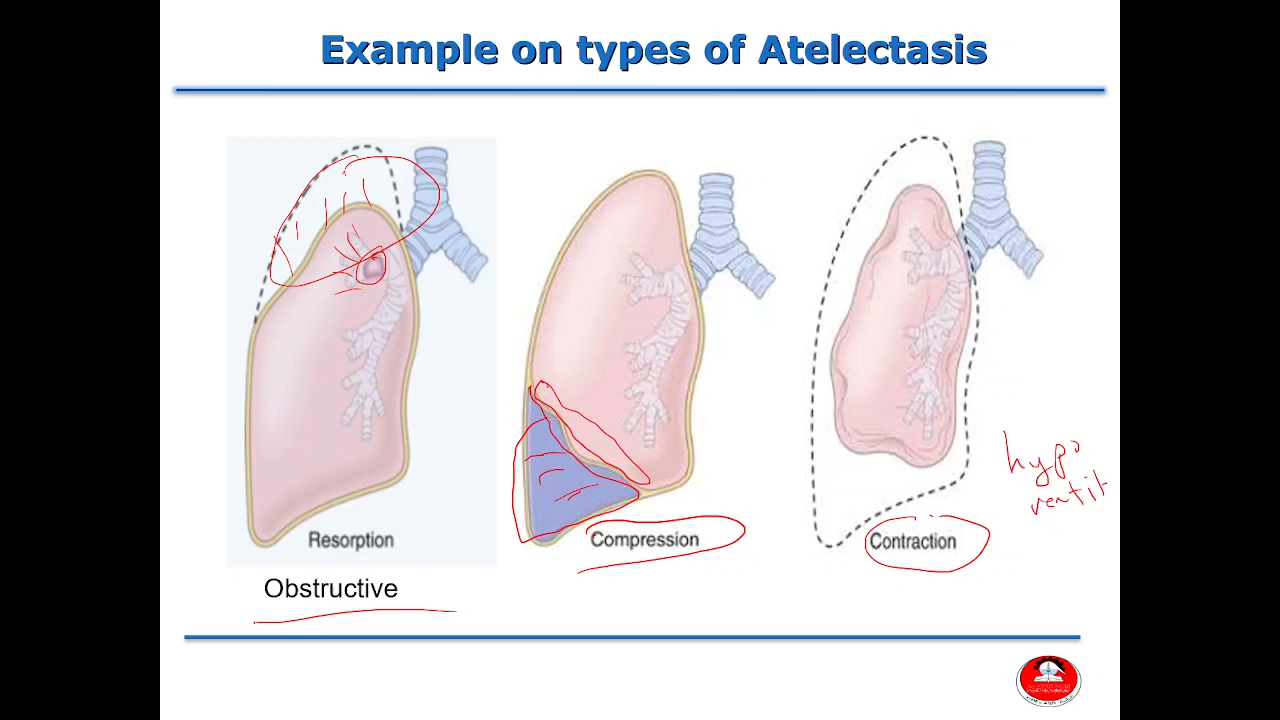 Example on types of Atelectasis
Resorption
Compression
Contraction
hypo
ventil
Obstructive